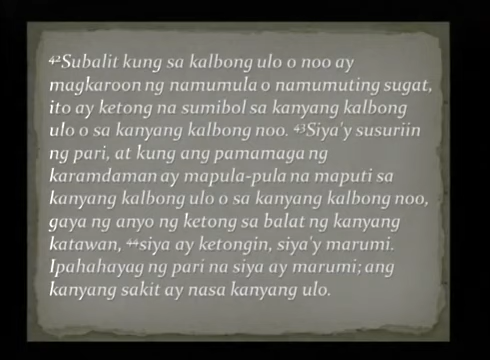 ⁴²Subalit kung sa kalbong ulo o noo ay
magkaroon ng namumula o namumuting sugat,
ito ay ketong na sumibol sa kanyang kalbong
ulo o sa kanyang kalbong noo. ⁴³Siya'y susuriin
ng pari, at kung ang pamamaga ng
karamdaman ay mapula-pula na maputi sa
kanyang kalbong ulo o sa kanyang kalbong noo,
gaya ng anyo ng ketong sa balat ng kanyang
katawan, ⁴⁴siya ay ketongin, siya'y marumi.
Ipahahayag ng pari na siya ay marumi; ang
kanyang sakit ay nasa kanyang ulo.